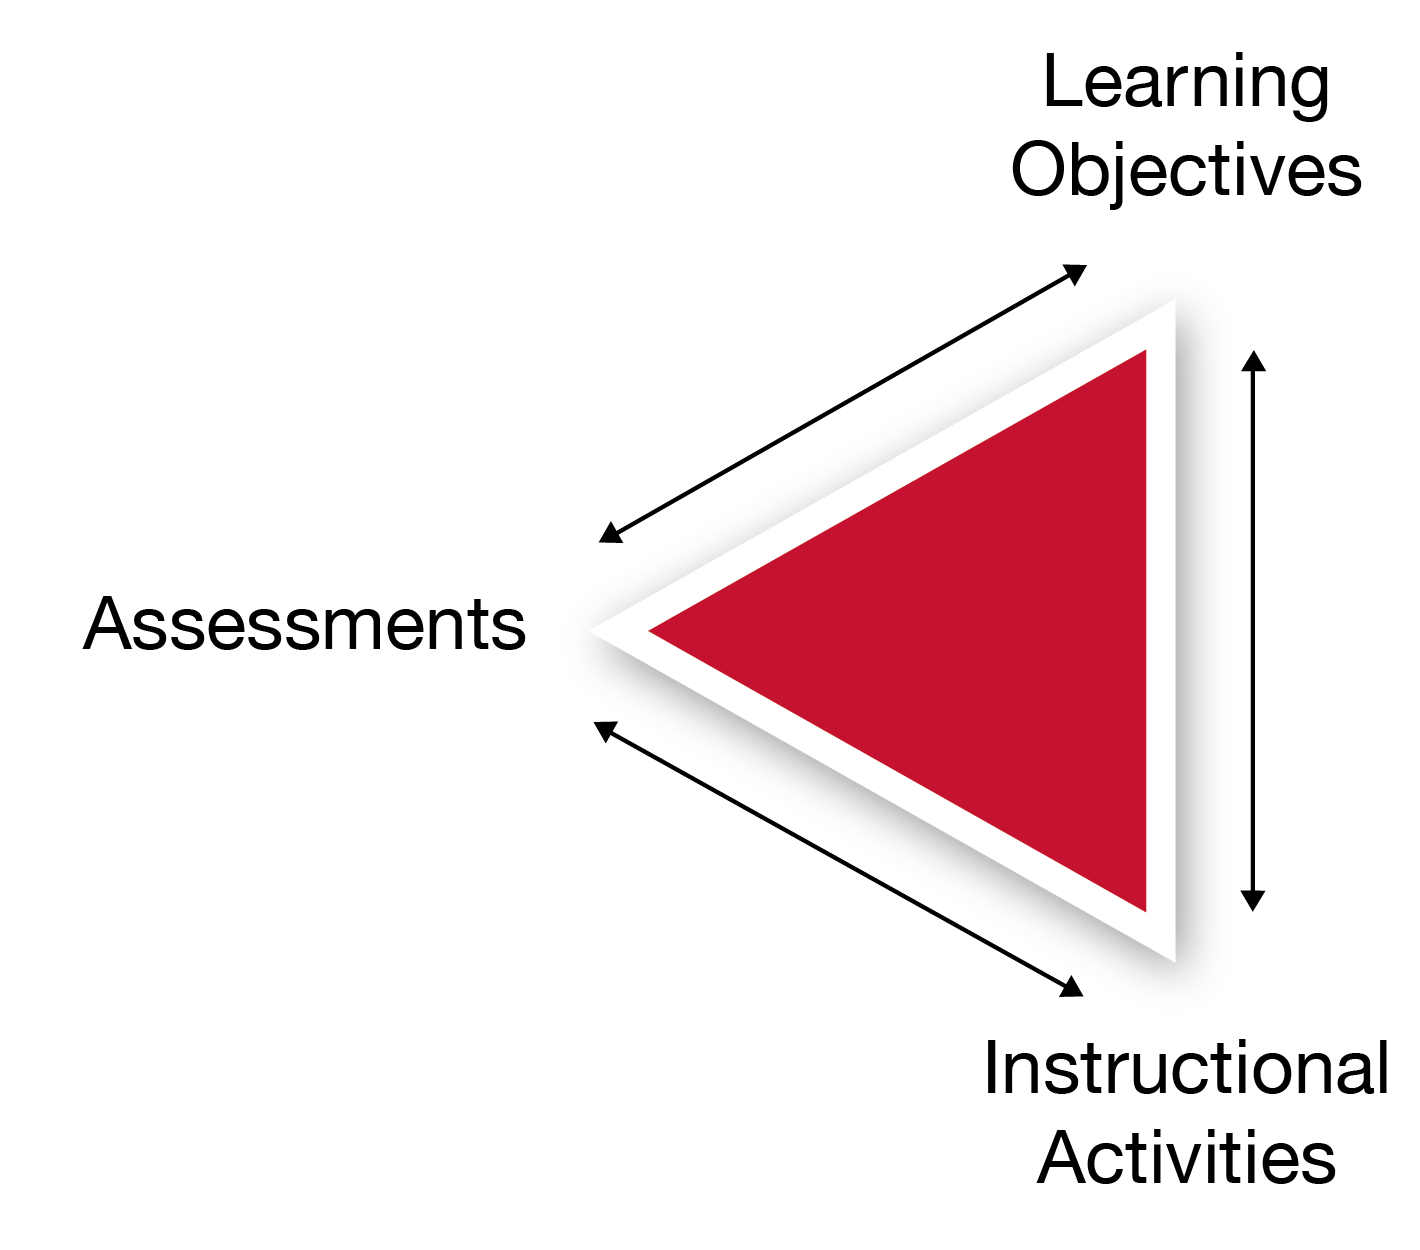 Learning
Objectives
Assessments
Instructional
Activities